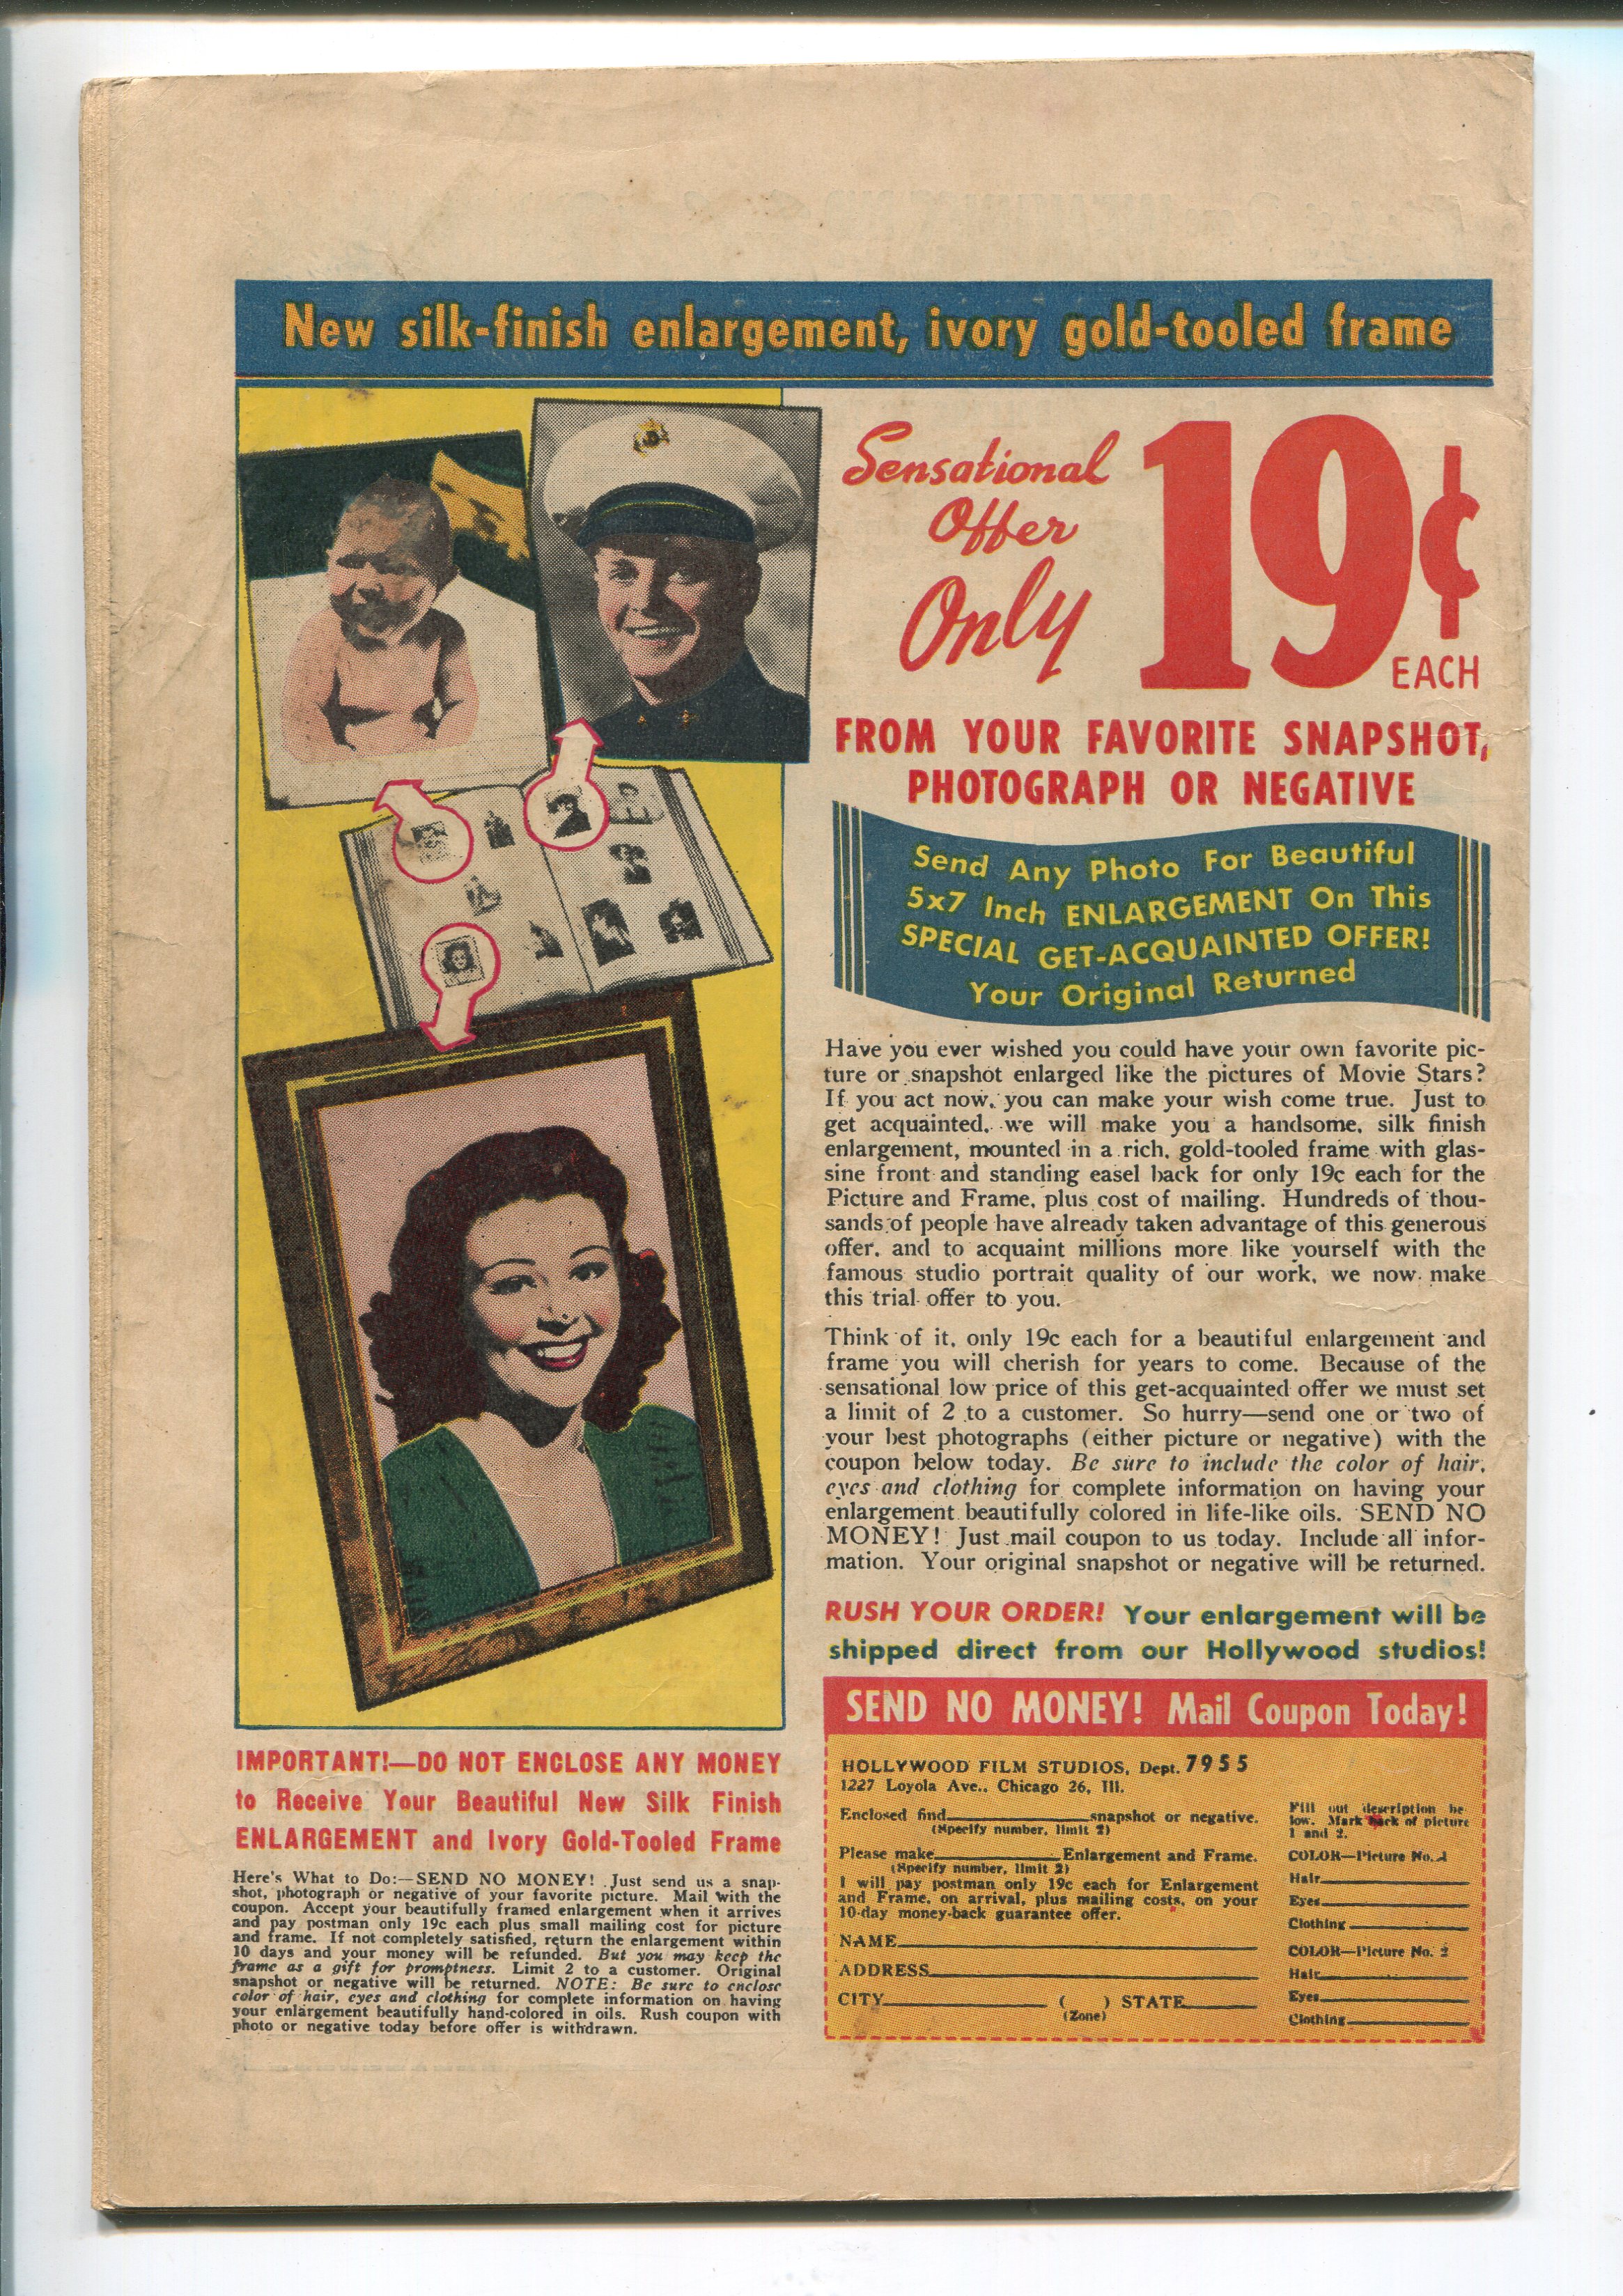 New silk-finish enlargement, ivory gold-tooled frame
Sensational
Offer
Only
19¢
EACH
FROM YOUR FAVORITE SNAPSHOT,
PHOTOGRAPH OR NEGATIVE
Send Any Photo For Beautiful
5x7 Inch ENLARGEMENT On This
SPECIAL GET-ACQUAINTED OFFER!
Your Original Returned
Have you ever wished you could have your own favorite pic-
ture or snapshot enlarged like the pictures of Movie Stars?
If you act now, you can make your wish come true. Just to
get acquainted, we will make you a handsome, silk finish
enlargement, mounted in a rich, gold-tooled frame with glas-
sine front and standing easel back for only 19c each for the
Picture and Frame, plus cost of mailing. Hundreds of thou-
sands of people have already taken advantage of this generous
offer, and to acquaint millions more like yourself with the
famous studio portrait quality of our work, we now make
this trial offer to you.
Think of it, only 19c each for a beautiful enlargement and
frame you will cherish for years to come. Because of the
sensational low price of this get-acquainted offer we must set
a limit of 2 to a customer. So hurry—send one or two of
your best photographs (either picture or negative) with the
coupon below today. Be sure to include the color of hair,
eyes and clothing for complete information on having your
enlargement beautifully colored in life-like oils. SEND NO
MONEY! Just mail coupon to us today. Include all infor-
mation. Your original snapshot or negative will be returned.
RUSH YOUR ORDER! Your enlargement will be
shipped direct from our Hollywood studios!
IMPORTANT!—DO NOT ENCLOSE ANY MONEY
to Receive Your Beautiful New Silk Finish
ENLARGEMENT and Ivory Gold-Tooled Frame
Here's What to Do:—SEND NO MONEY! Just send us a snap-
shot, photograph or negative of your favorite picture. Mail with the
coupon. Accept your beautifully framed enlargement when it arrives
and pay postman only 19c each plus small mailing cost for picture
and frame. If not completely satisfied, return the enlargement within
10 days and your money will be refunded. But you may keep the
frame as a gift for promptness. Limit 2 to a customer. Original
snapshot or negative will be returned. NOTE: Be sure to enclose
color of hair, eyes and clothing for complete information on having
your enlargement beautifully hand-colored in oils. Rush coupon with
photo or negative today before offer is withdrawn.
SEND NO MONEY! Mail Coupon Today!
HOLLYWOOD FILM STUDIOS, Dept. 7955
1227 Loyola Ave., Chicago 26, Ill.
Enclosed find snapshot or negative.
(Specify number, limit 2)
Please make Enlargement and Frame.
(Specify number, limit 2)
I will pay postman only 19c each for Enlargement
and Frame, on arrival, plus mailing costs, on your
10-day money-back guarantee offer.
NAME
ADDRESS
CITY ( ) STATE
(Zone)
Fill out description be-
low. Mark back of picture
1 and 2.
COLOR—Picture No. 1
Hair
Eyes
Clothing
COLOR—Picture No. 2
Hair
Eyes
Clothing